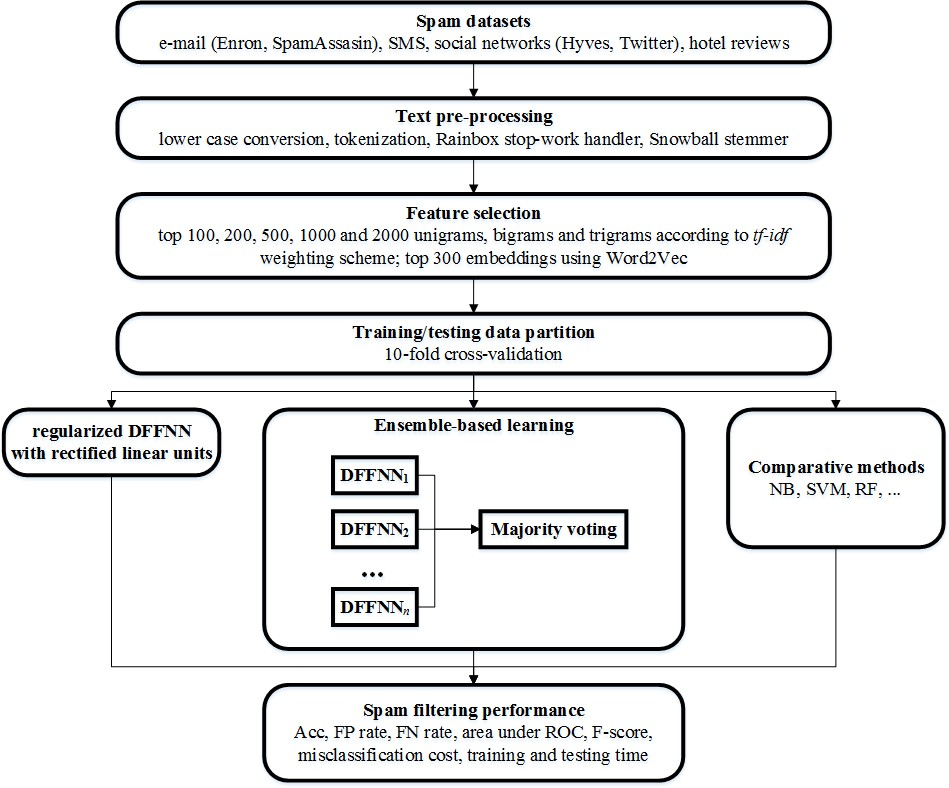 Spam datasets
e-mail (Enron, SpamAssasin), SMS, social networks (Hyves, Twitter), hotel reviews
Text pre-processing
lower case conversion, tokenization, Rainbox stop-work handler, Snowball stemmer
Feature selection
top 100, 200, 500, 1000 and 2000 unigrams, bigrams and trigrams according to tf-idf
weighting scheme; top 300 embeddings using Word2Vec
Training/testing data partition
10-fold cross-validation
regularized DFFNN
with rectified linear units
Ensemble-based learning
DFFNN1
DFFNN2
...
DFFNNn
Majority voting
Comparative methods
NB, SVM, RF, ...
Spam filtering performance
Acc, FP rate, FN rate, area under ROC, F-score,
misclassification cost, training and testing time